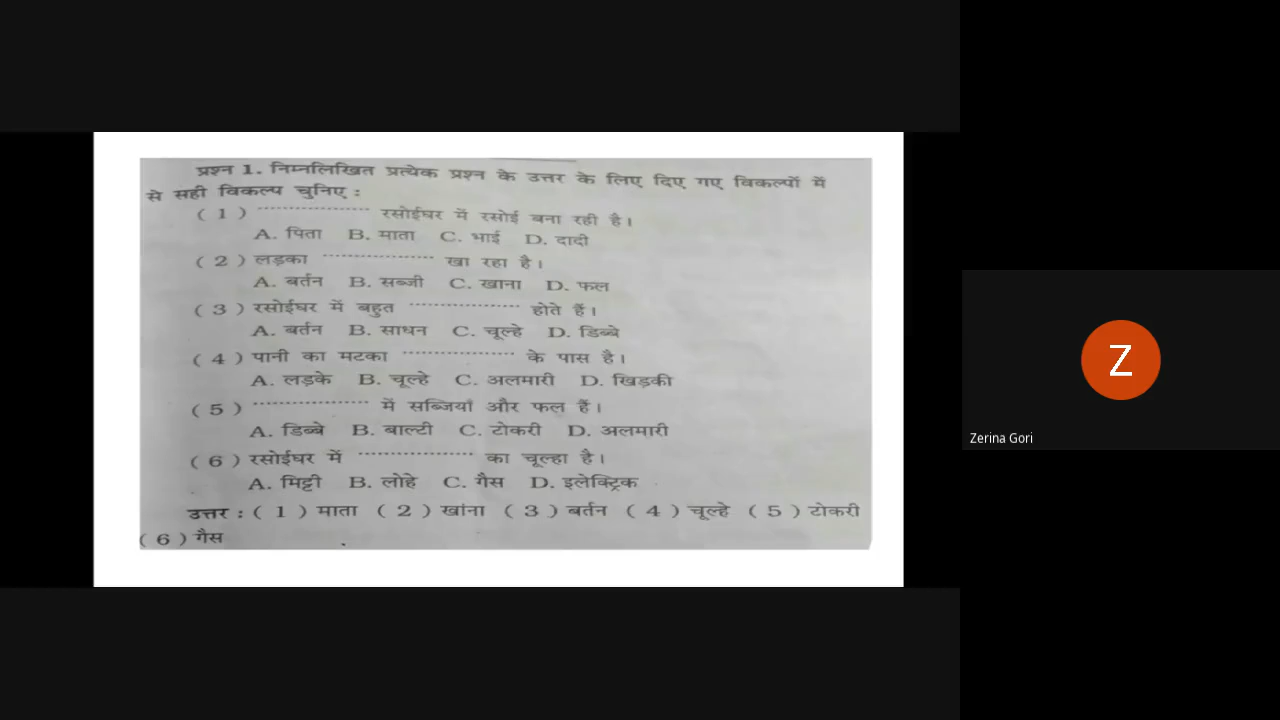 प्रश्न 1. निम्नलिखित प्रत्येक प्रश्न के उत्तर के लिए दिए गए विकल्पों में
से सही विकल्प चुनिए :
( 1 ) ................... रसोईघर में रसोई बना रही है।
A. पिता B. माता C. भाई D. दादी
( 2 ) लड़का ................... खा रहा है।
A. बर्तन B. सब्जी C. खाना D. फल
( 3 ) रसोईघर में बहुत ................... होते हैं।
A. बर्तन B. साधन C. चूल्हे D. डिब्बे
( 4 ) पानी का मटका ................... के पास है।
A. लड़के B. चूल्हे C. अलमारी D. खिड़की
( 5 ) ................... में सब्जियाँ और फल हैं।
A. डिब्बे B. बाल्टी C. टोकरी D. अलमारी
( 6 ) रसोईघर में ................... का चूल्हा है।
A. मिट्टी B. लोहे C. गैस D. इलेक्ट्रिक
उत्तर : ( 1 ) माता ( 2 ) खांना ( 3 ) बर्तन ( 4 ) चूल्हे ( 5 ) टोकरी
( 6 ) गैस
Z
Zerina Gori